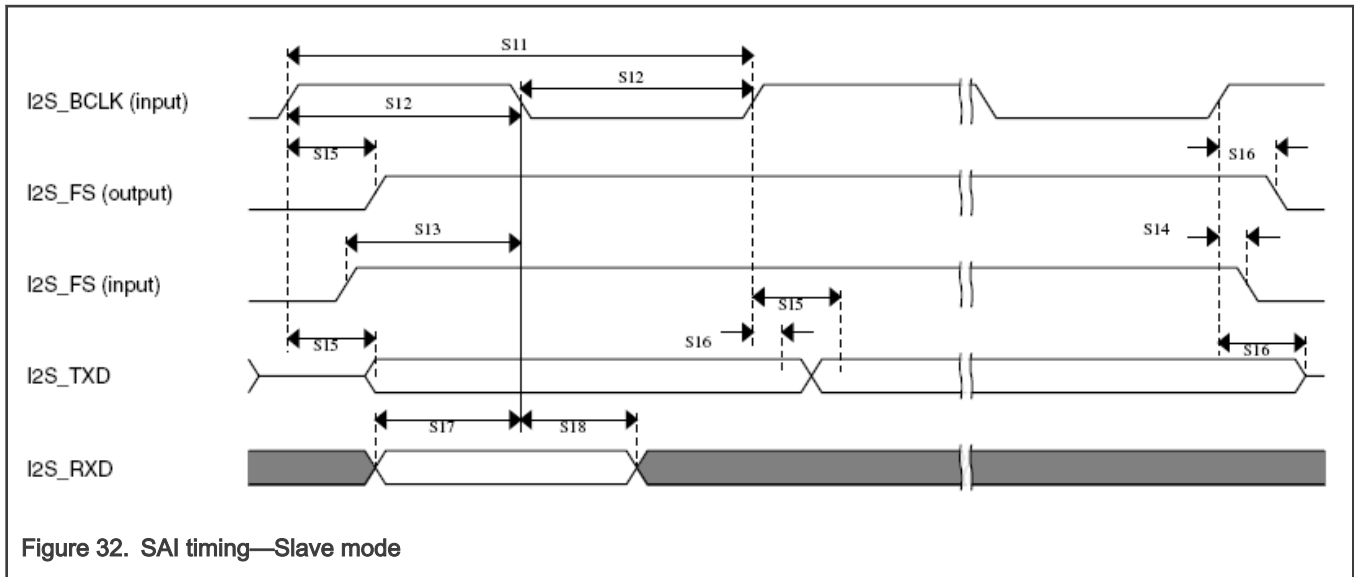 S11
S12
I2S_BCLK (input)
S12
S15
S16
I2S_FS (output)
S13
S14
I2S_FS (input)
S15
S16
S15
S16
I2S_TXD
S17
S18
I2S_RXD
Figure 32. SAI timing—Slave mode